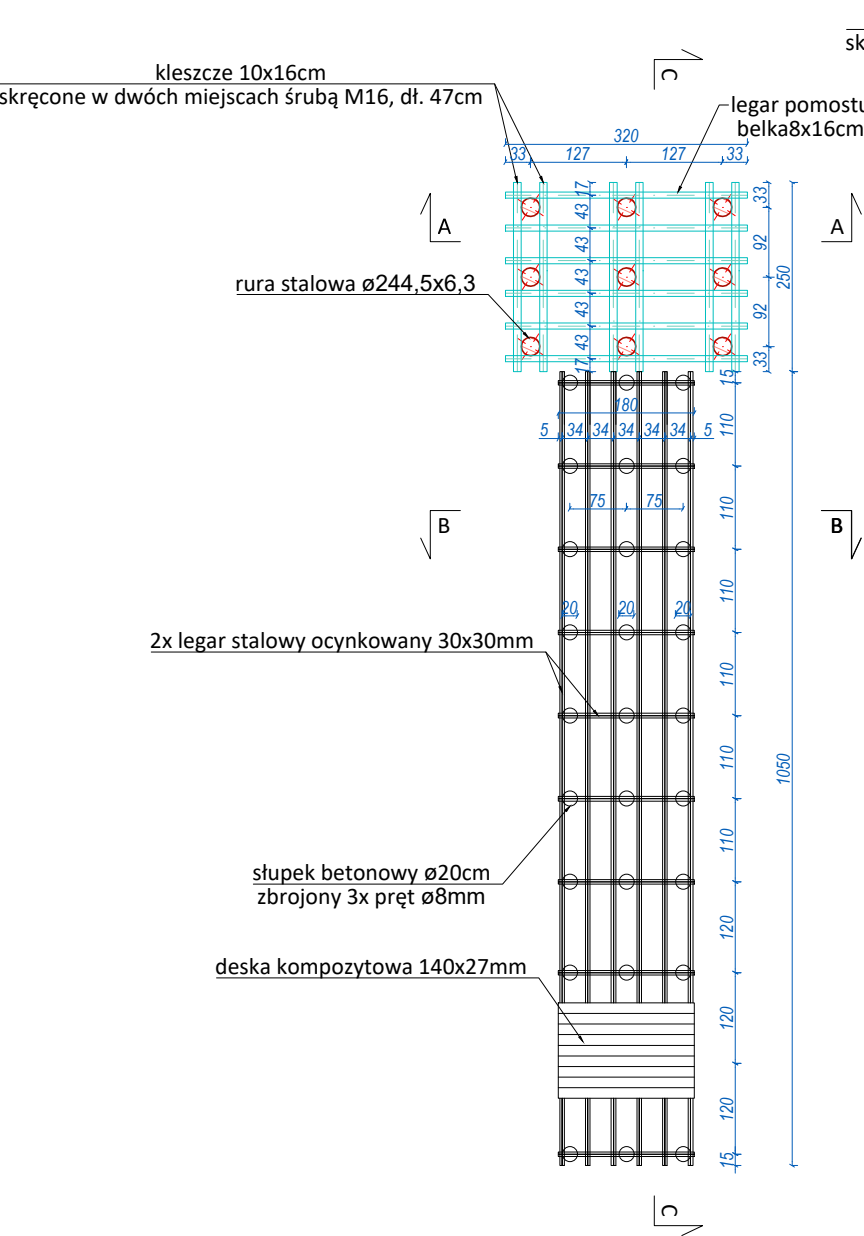 sk
kleszcze 10x16cm
skręcone w dwóch miejscach śrubą M16, dł. 47cm
C
legar pomostu
belka8x16cm
320
33 127 127 33
A
A
17
43
43
43
43
43
17
33
92
92
33
250
rura stalowa ø244,5x6,3
15
180
5 34 34 34 34 34 5
110
75 75
110
B
B
110
20 20 20
2x legar stalowy ocynkowany 30x30mm
110
110
1050
110
słupek betonowy ø20cm
zbrojony 3x pręt ø8mm
120
deska kompozytowa 140x27mm
120
120
15
C